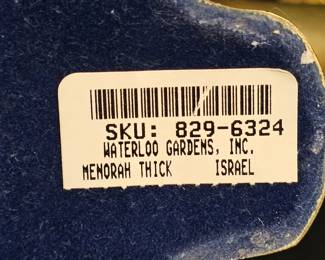 SKU: 829-6324
WATERLOO GARDENS, INC.
MENORAH THICK ISRAEL